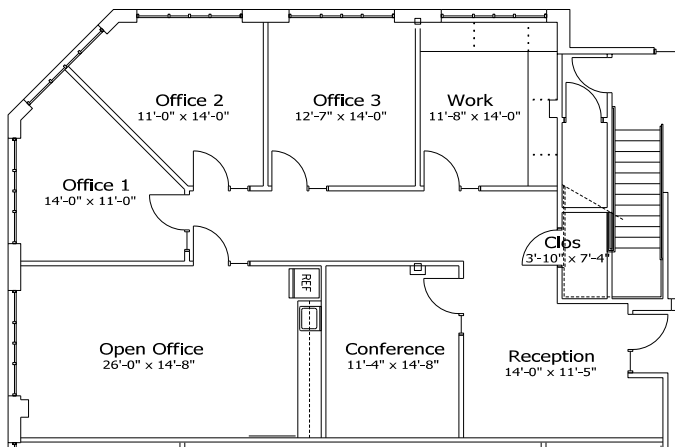 Office 2
11'-0" x 14'-0"
Office 3
12'-7" x 14'-0"
Work
11'-8" x 14'-0"
Office 1
14'-0" x 11'-0"
Clos
3'-10" x 7'-4"
REF
Open Office
26'-0" x 14'-8"
Conference
11'-4" x 14'-8"
Reception
14'-0" x 11'-5"